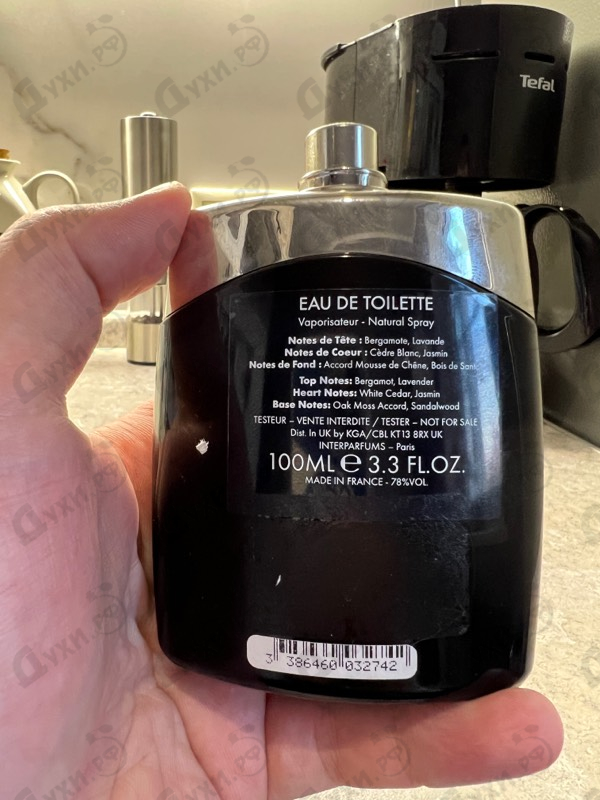 Tefal
EAU DE TOILETTE
Vaporisateur - Natural Spray
Notes de Tête : Bergamote, Lavande
Notes de Coeur : Cèdre Blanc, Jasmin
Notes de Fond : Accord Mousse de Chêne, Bois de
Top Notes: Bergamot, Lavender
Heart Notes: White Cedar, Jasmin
Base Notes: Oak Moss Accord, Sandalwood
TESTEUR – VENTE INTERDITE / TESTER – NOT FOR SALE
Dist. In UK by KGA/CBL KT13 8RX UK
INTERPARFUMS – Paris
100ML ℮ 3.3 FL.OZ.
MADE IN FRANCE - 78%VOL.
3 386460 032742
Духи.РФ